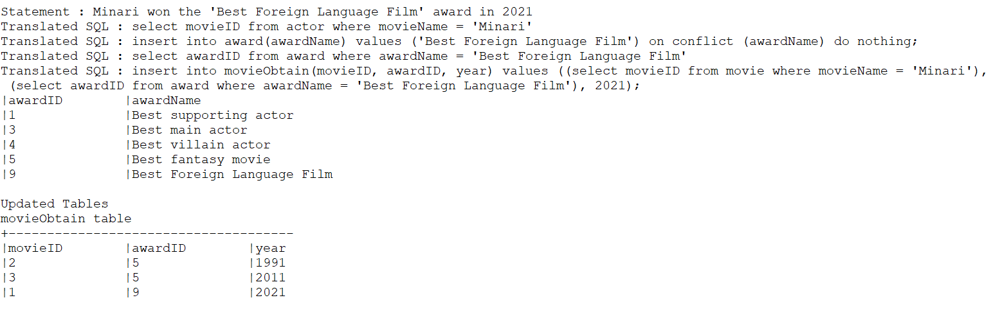 Statement : Minari won the 'Best Foreign Language Film' award in 2021
Translated SQL : select movieID from actor where movieName = 'Minari'
Translated SQL : insert into award(awardName) values ('Best Foreign Language Film') on conflict (awardName) do nothing;
Translated SQL : select awardID from award where awardName = 'Best Foreign Language Film'
Translated SQL : insert into movieObtain(movieID, awardID, year) values ((select movieID from movie where movieName = 'Minari'),
(select awardID from award where awardName = 'Best Foreign Language Film'), 2021);
|awardID |awardName
|1 |Best supporting actor
|3 |Best main actor
|4 |Best villain actor
|5 |Best fantasy movie
|9 |Best Foreign Language Film
Updated Tables
movieObtain table
+-------------------------------------
|movieID |awardID |year
|2 |5 |1991
|3 |5 |2011
|1 |9 |2021